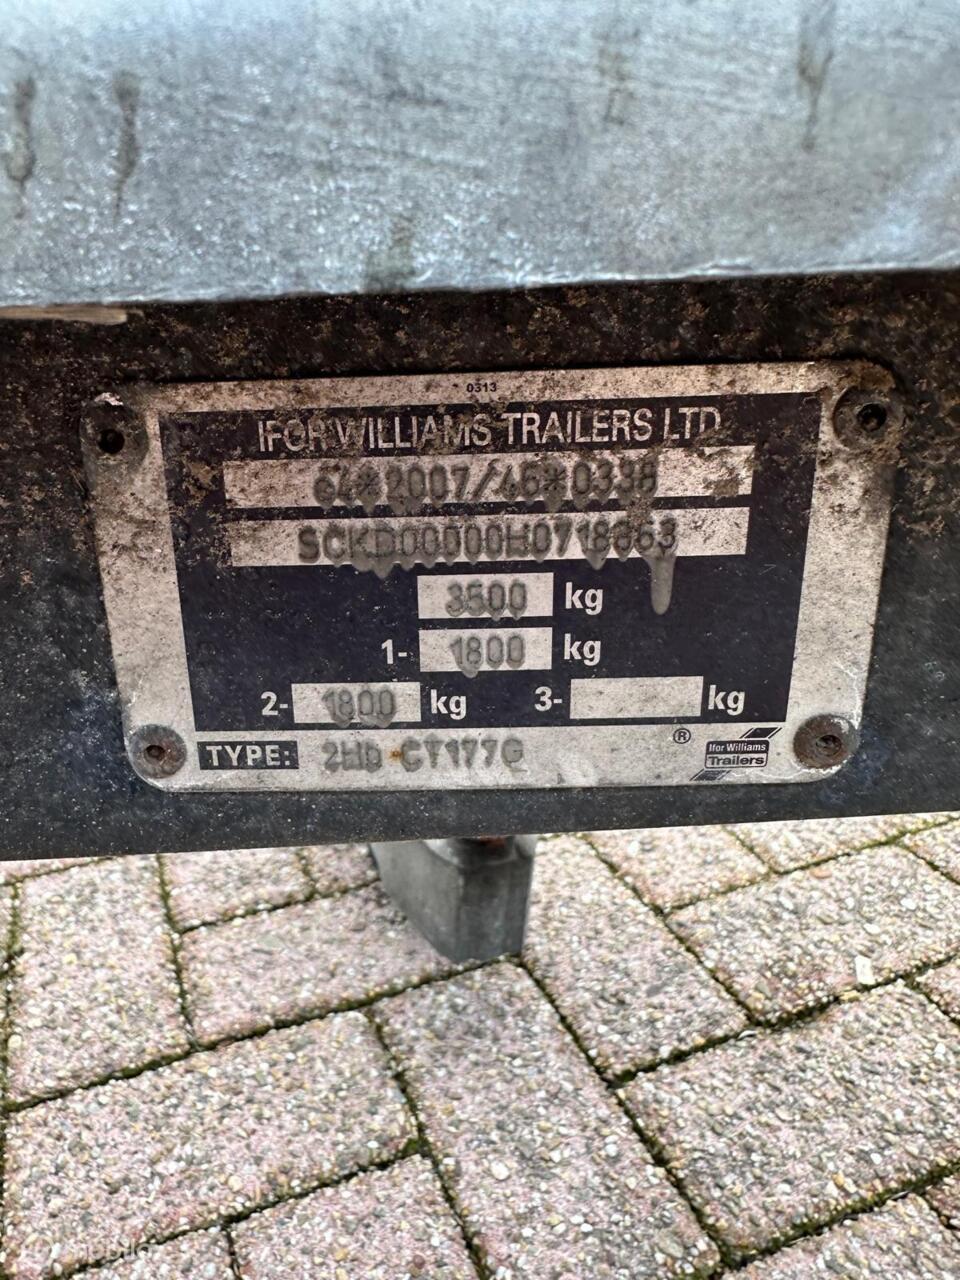 0313
IFOR WILLIAMS TRAILERS LTD
e4*2007/46*0338
SCKD00000H0718663
3500 kg
1- 1800 kg
2- 1800 kg 3- kg
TYPE: 2Hb CT177G
®
Ifor Williams
Trailers